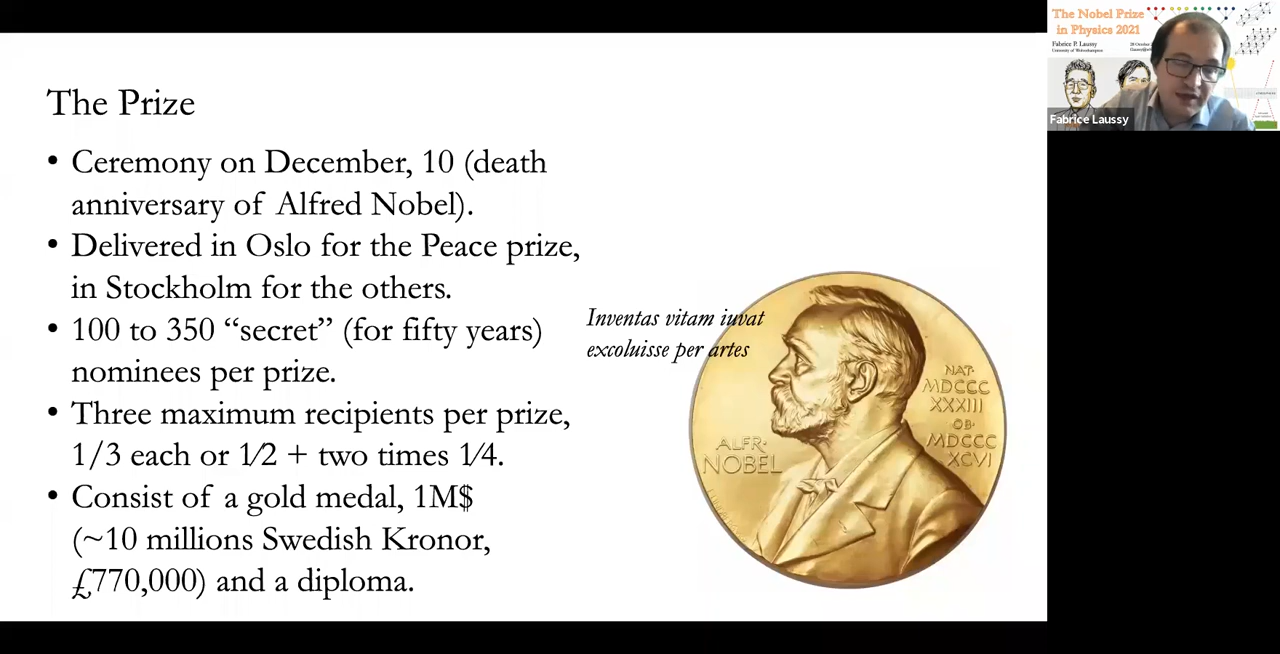 The Prize
• Ceremony on December, 10 (death
anniversary of Alfred Nobel).
• Delivered in Oslo for the Peace prize,
in Stockholm for the others.
• 100 to 350 “secret” (for fifty years)
nominees per prize.
• Three maximum recipients per prize,
1/3 each or 1⁄2 + two times 1⁄4.
• Consist of a gold medal, 1M$
(~10 millions Swedish Kronor,
£770,000) and a diploma.
Inventas vitam iuvat
excoluisse per artes
ALFR·
NOBEL
NAT·
MDCCC
XXXIII
OB·
MDCCC
XCVI
The Nobel Prize
in Physics 2021
Fabrice P. Laussy
University of Wolverhampton
Fabrice Laussy